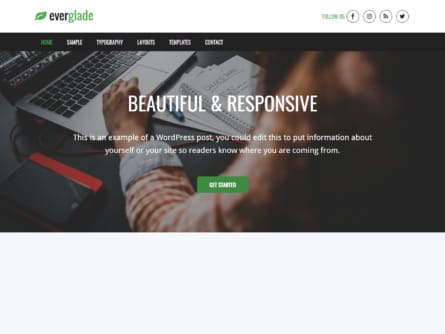 everglade
FOLLOW US
HOME SAMPLE TYPOGRAPHY LAYOUTS TEMPLATES CONTACT
BEAUTIFUL & RESPONSIVE
This is an example of a WordPress post, you could edit this to put information about
yourself or your site so readers know where you are coming from.
GET STARTED